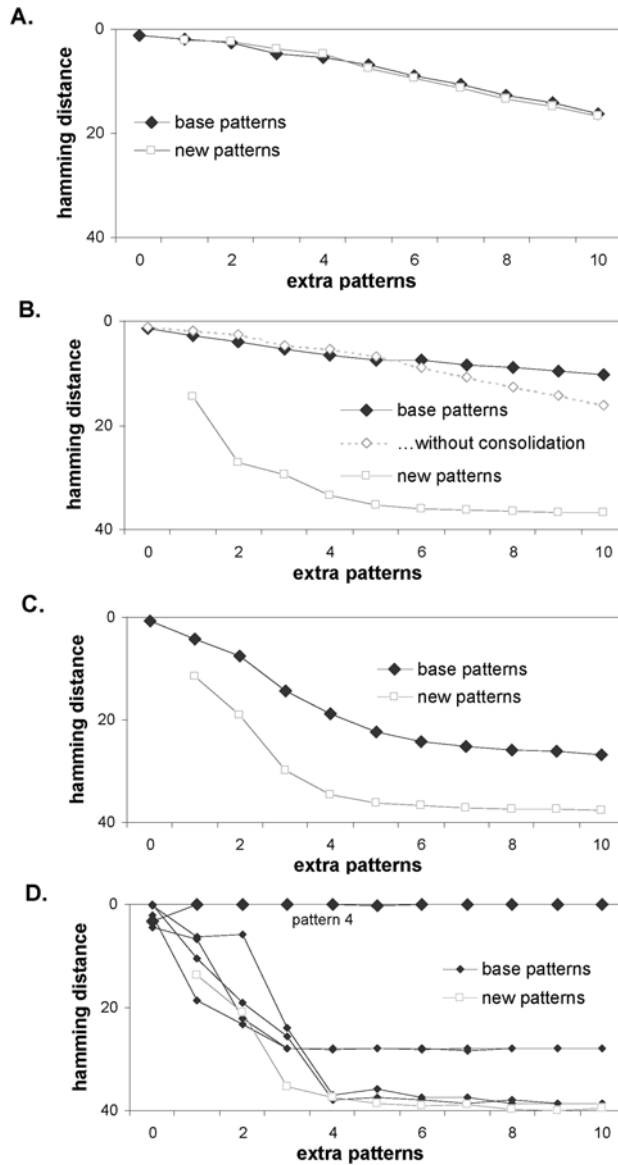 A.
0
20
40
hamming distance
base patterns
new patterns
0 2 4 6 8 10
extra patterns
B.
0
20
40
hamming distance
base patterns
...without consolidation
new patterns
0 2 4 6 8 10
extra patterns
C.
0
20
40
hamming distance
base patterns
new patterns
0 2 4 6 8 10
extra patterns
D.
0
20
40
hamming distance
pattern 4
base patterns
new patterns
0 2 4 6 8 10
extra patterns